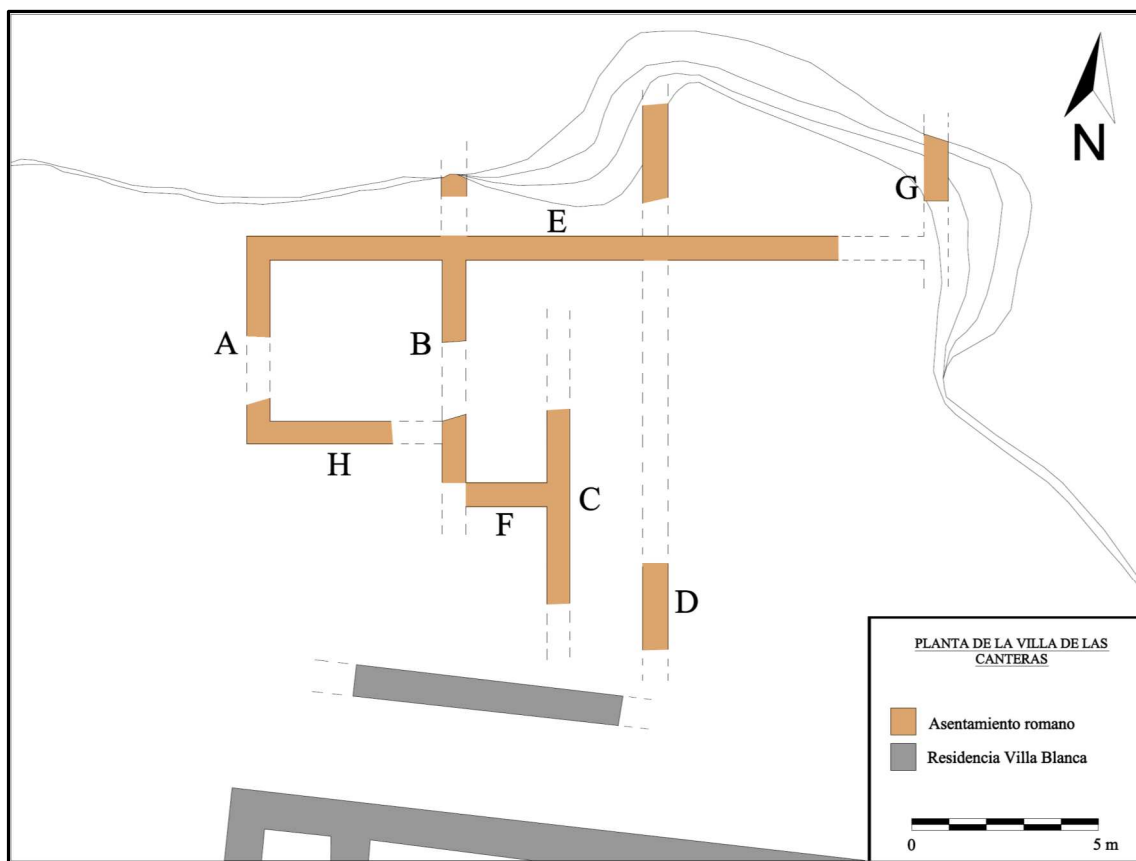 N
E
G
A
B
H
F
C
D
PLANTA DE LA VILLA DE LAS
CANTERAS
Asentamiento romano
Residencia Villa Blanca
0 5 m